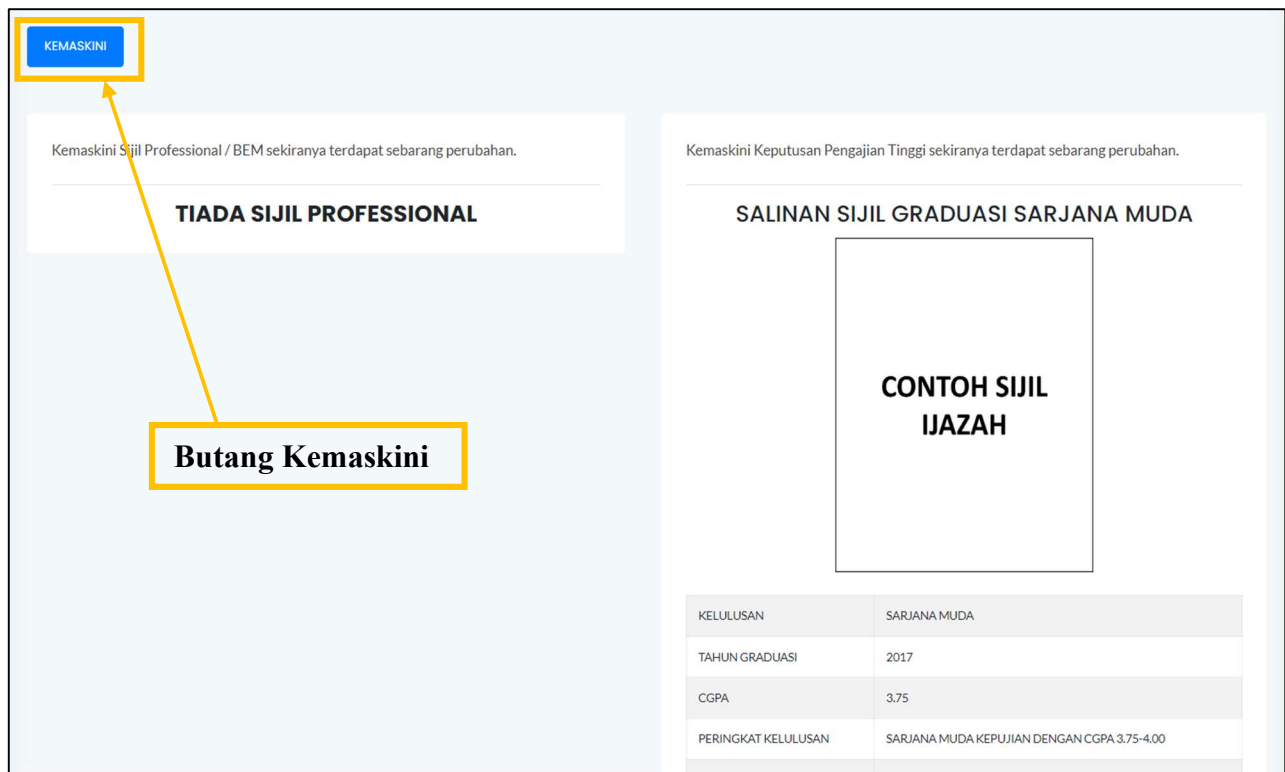 KEMASKINI
Kemaskini Sijil Professional / BEM sekiranya terdapat sebarang perubahan.
TIADA SIJIL PROFESSIONAL
Butang Kemaskini
Kemaskini Keputusan Pengajian Tinggi sekiranya terdapat sebarang perubahan.
SALINAN SIJIL GRADUASI SARJANA MUDA
CONTOH SIJIL
IJAZAH
KELULUSAN SARJANA MUDA
TAHUN GRADUASI 2017
CGPA 3.75
PERINGKAT KELULUSAN SARJANA MUDA KEPUJIAN DENGAN CGPA 3.75-4.00